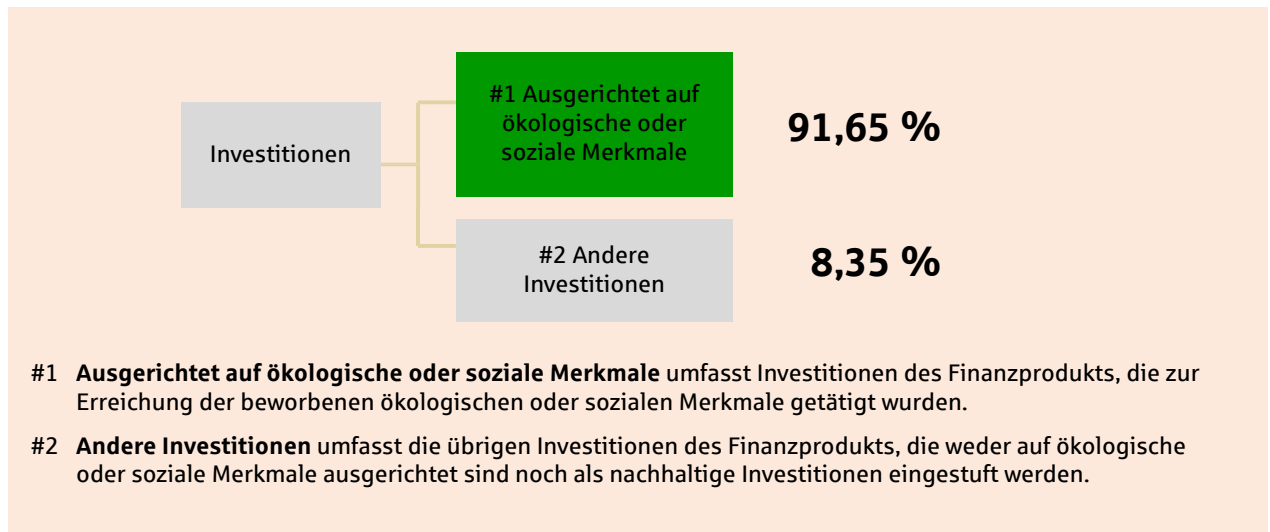 #1 Ausgerichtet auf
ökologische oder
soziale Merkmale
91,65 %
Investitionen
#2 Andere
Investitionen
8,35 %
#1 Ausgerichtet auf ökologische oder soziale Merkmale umfasst Investitionen des Finanzprodukts, die zur
Erreichung der beworbenen ökologischen oder sozialen Merkmale getätigt wurden.
#2 Andere Investitionen umfasst die übrigen Investitionen des Finanzprodukts, die weder auf ökologische
oder soziale Merkmale ausgerichtet sind noch als nachhaltige Investitionen eingestuft werden.